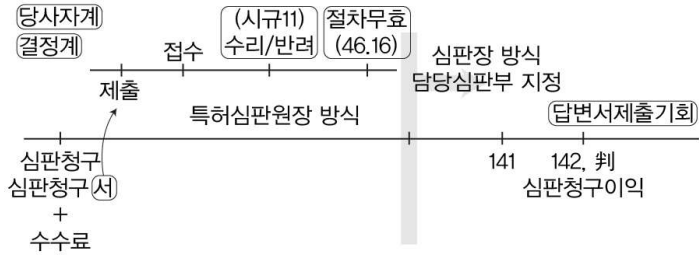 당사자계
결정계
접수
(시규11)
수리/반려
절차무효
(46.16)
심판장 방식
담당심판부 지정
제출
특허심판원장 방식
답변서제출기회
심판청구
심판청구서
+
수수료
141
142, 判
심판청구이익